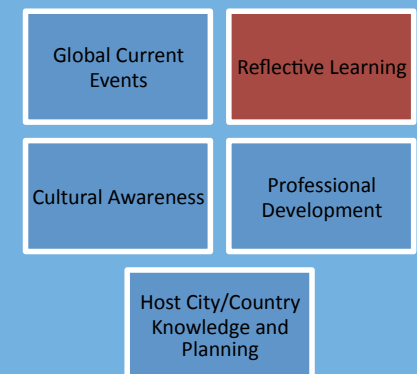 Global Current
Events
Reflective Learning
Cultural Awareness
Professional
Development
Host City/Country
Knowledge and
Planning